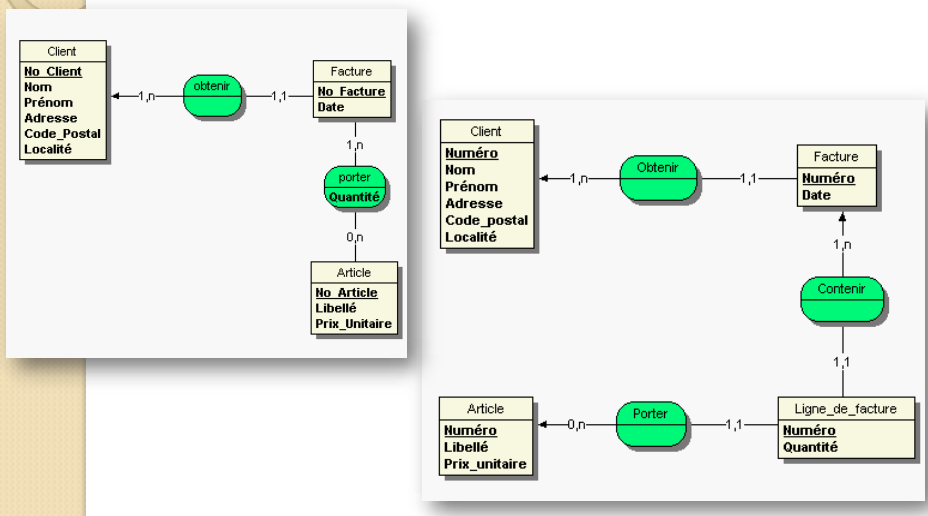 Client
No_Client
Nom
Prénom
Adresse
Code_Postal
Localité
1,n
obtenir
1,1
Facture
No_Facture
Date
1,n
porter
Quantité
0,n
Article
No_Article
Libellé
Prix_Unitaire
Client
Numéro
Nom
Prénom
Adresse
Code_postal
Localité
1,n
Obtenir
1,1
Facture
Numéro
Date
1,n
Contenir
1,1
Article
Numéro
Libellé
Prix_unitaire
0,n
Porter
1,1
Ligne_de_facture
Numéro
Quantité